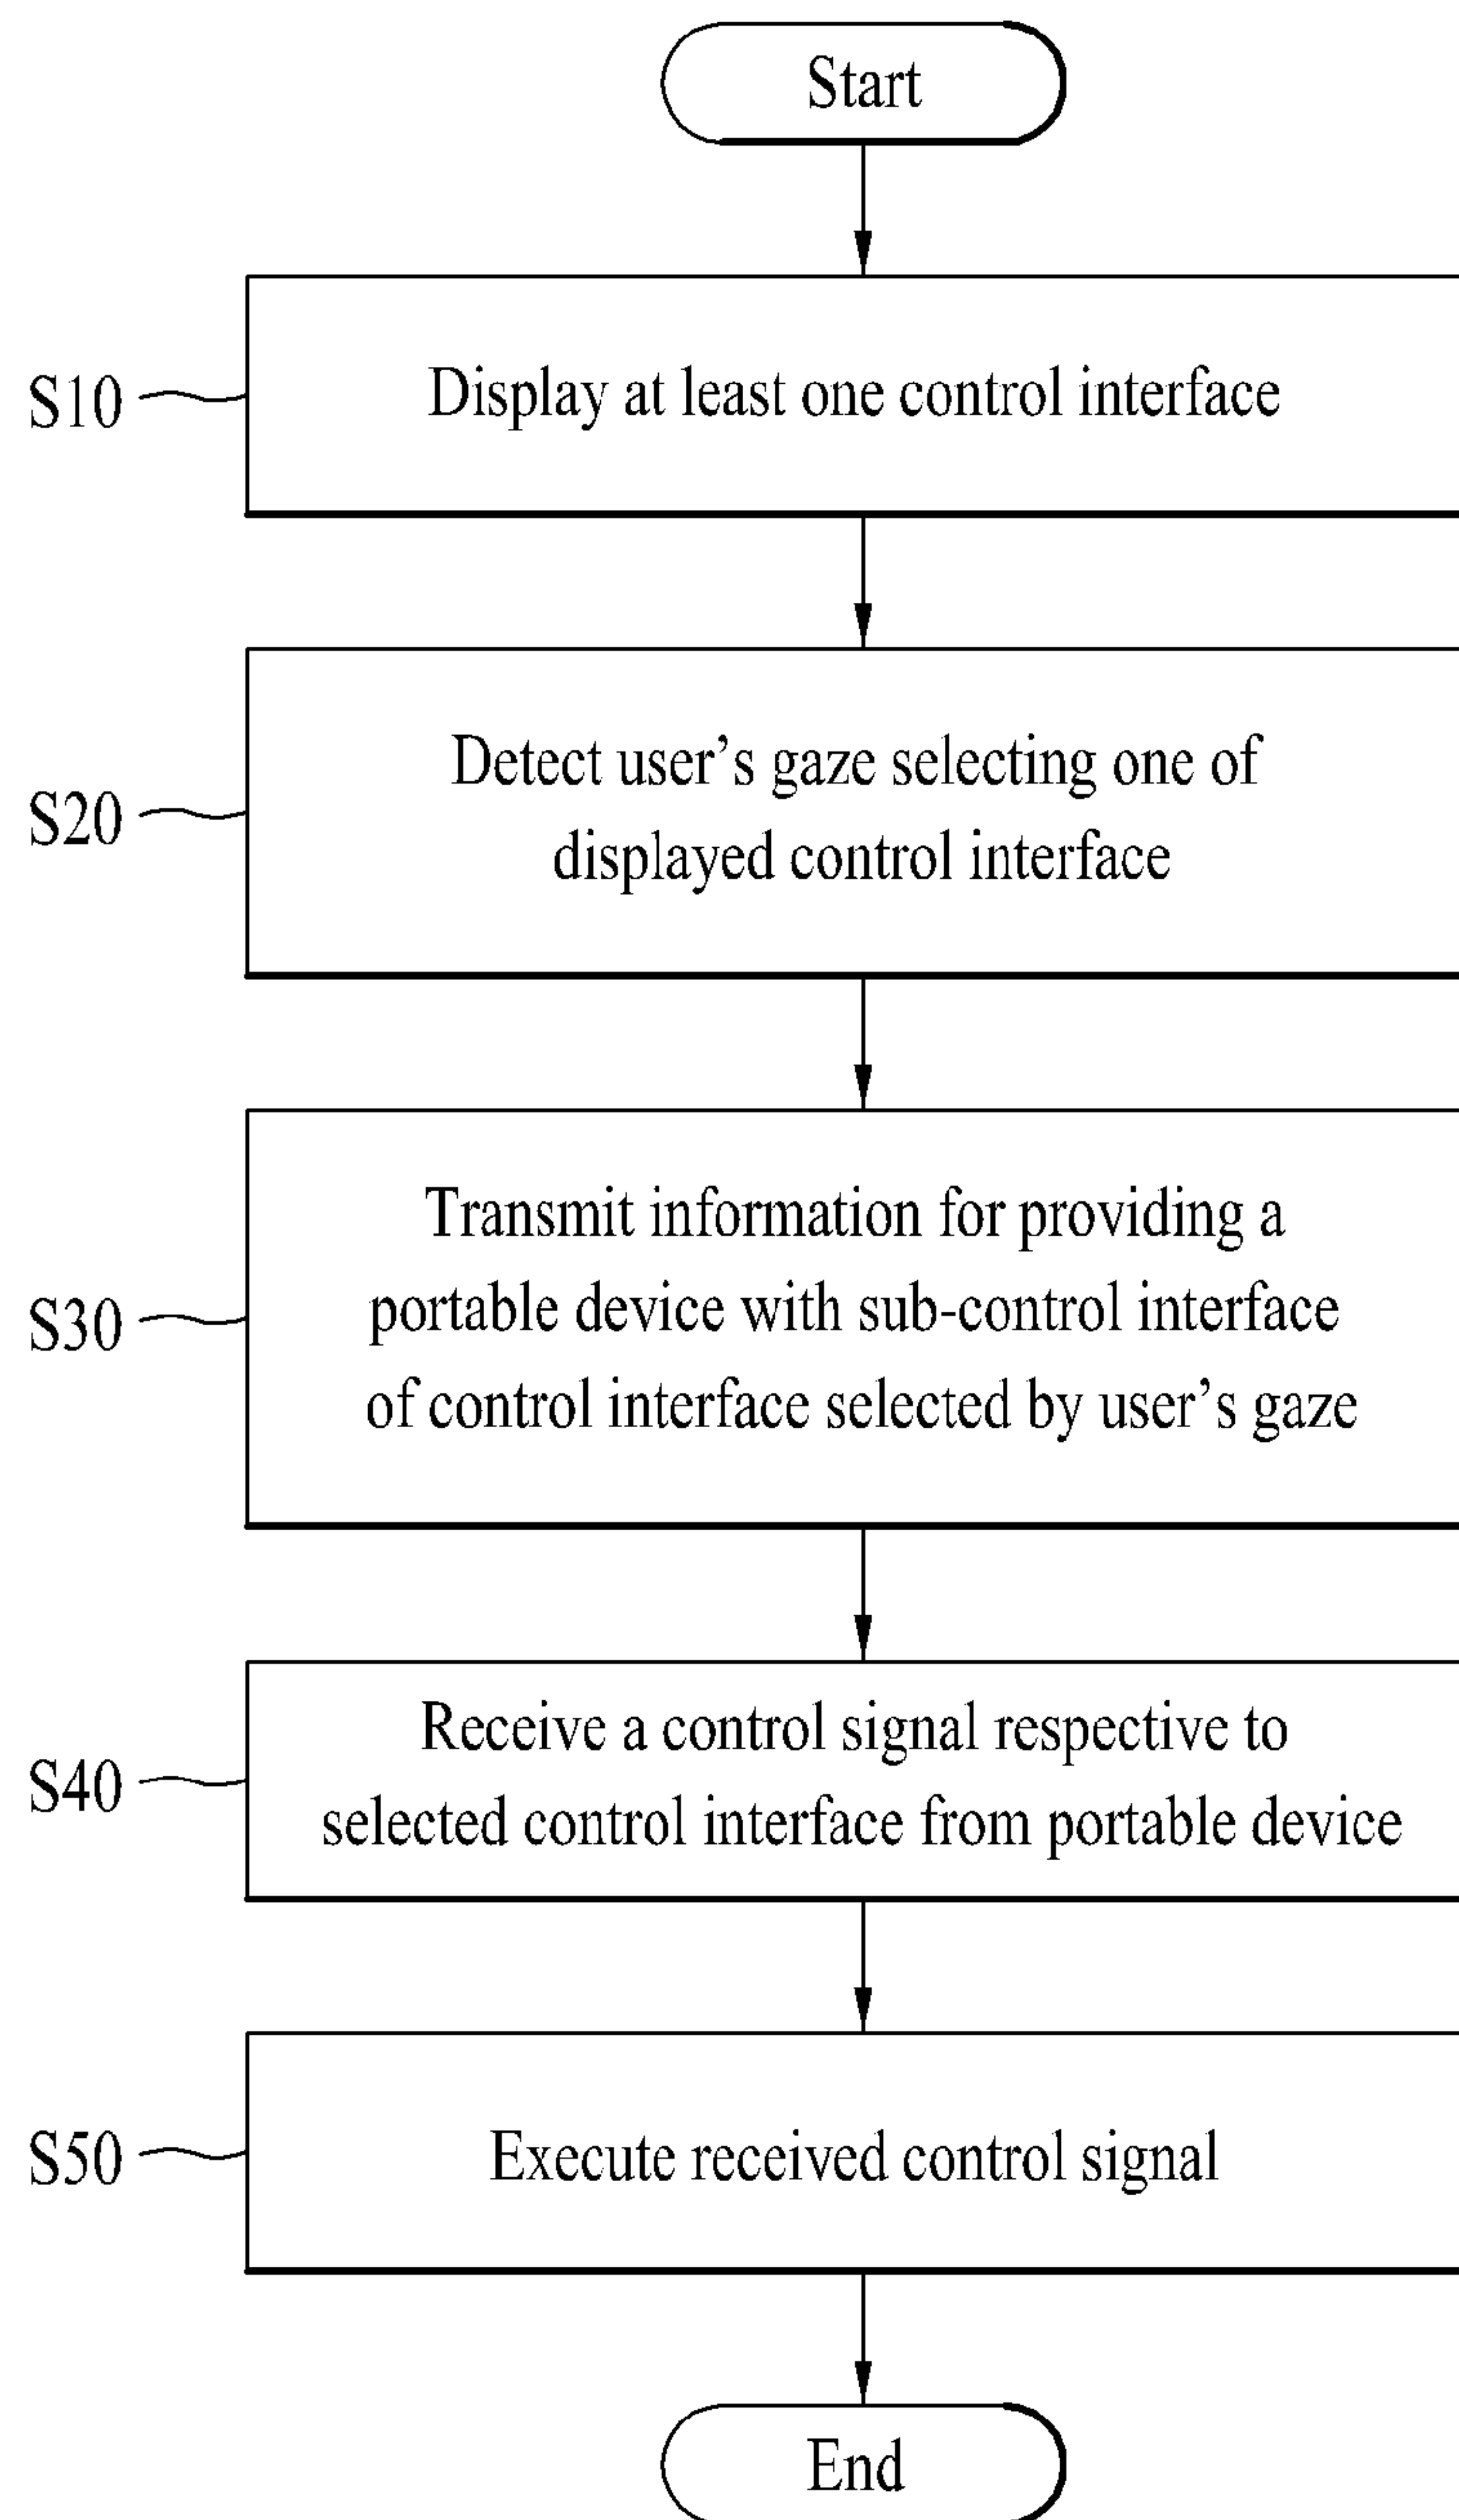 Start
S10
Display at least one control interface
S20
Detect user’s gaze selecting one of
displayed control interface
S30
Transmit information for providing a
portable device with sub-control interface
of control interface selected by user’s gaze
S40
Receive a control signal respective to
selected control interface from portable device
S50
Execute received control signal
End